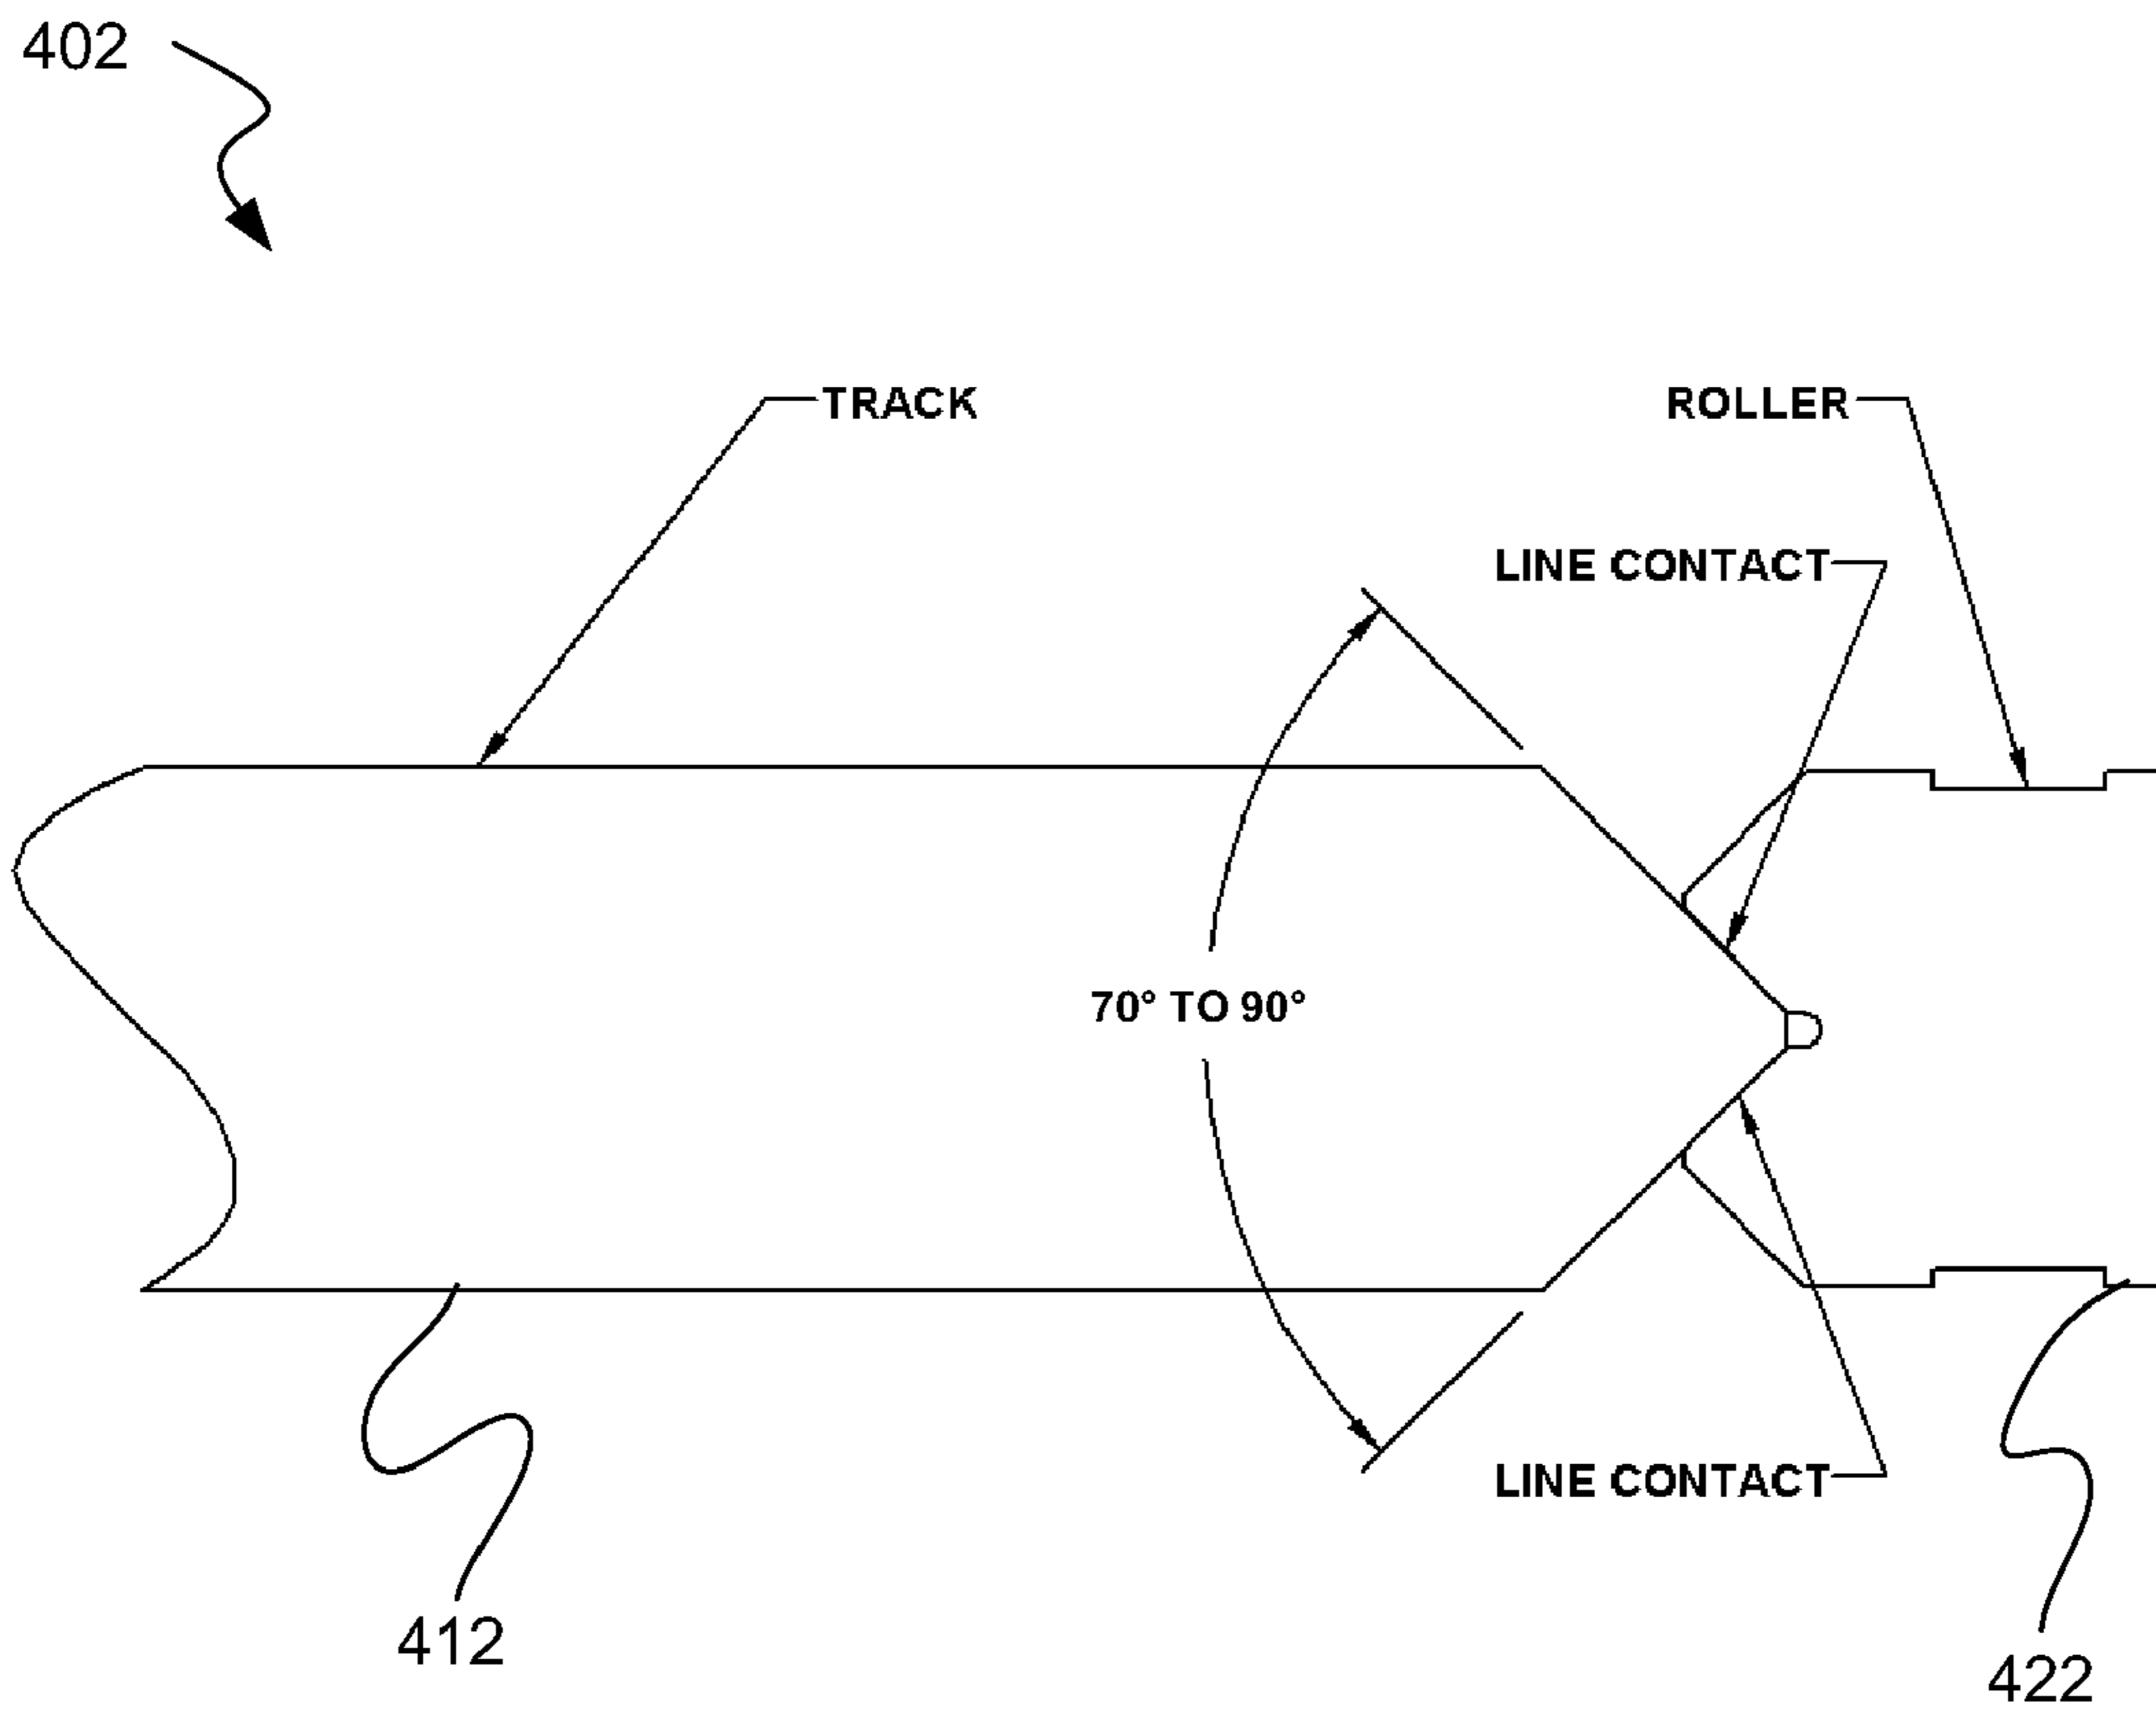 402
TRACK
ROLLER
LINE CONTACT
70° TO 90°
LINE CONTACT
412
422